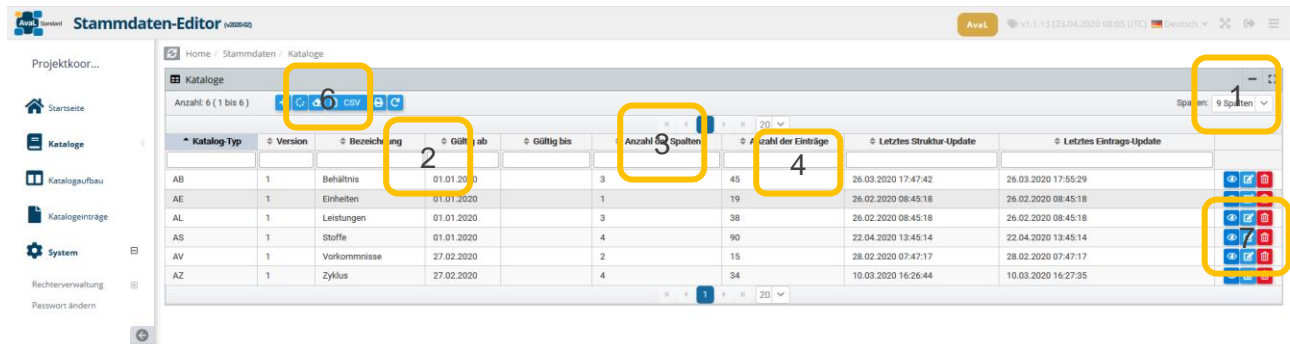 AvaL Standard Stammdaten-Editor (v2020-02) AvaL v1.1.13 [23.04.2020 08:05 UTC] Deutsch
Projektkoor...
Startseite
Kataloge
Katalogaufbau
Katalogeinträge
System
Rechteverwaltung
Passwort ändern
Home / Stammdaten / Kataloge
Kataloge
Anzahl: 6 ( 1 bis 6 ) CSV Spalten: 9 Spalten
6
1
1 20
Katalog-Typ Version Bezeichnung Gültig ab Gültig bis Anzahl der Spalten Anzahl der Einträge Letztes Struktur-Update Letztes Eintrags-Update
2
3
4
AB 1 Behältnis 01.01.2020 3 45 26.03.2020 17:47:42 26.03.2020 17:55:29
AE 1 Einheiten 01.01.2020 1 19 26.02.2020 08:45:18 26.02.2020 08:45:18
AL 1 Leistungen 01.01.2020 3 38 26.02.2020 08:45:18 26.02.2020 08:45:18
AS 1 Stoffe 01.01.2020 4 90 22.04.2020 13:45:14 22.04.2020 13:45:14
7
AV 1 Vorkommnisse 27.02.2020 2 15 28.02.2020 07:47:17 28.02.2020 07:47:17
AZ 1 Zyklus 27.02.2020 4 34 10.03.2020 16:26:44 10.03.2020 16:27:35
1 20